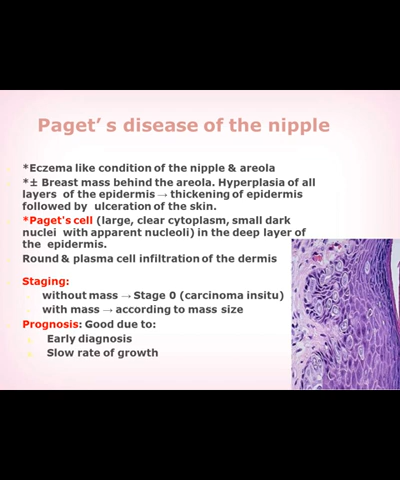 Paget' s disease of the nipple
*Eczema like condition of the nipple & areola
*± Breast mass behind the areola. Hyperplasia of all
layers of the epidermis → thickening of epidermis
followed by ulceration of the skin.
*Paget's cell (large, clear cytoplasm, small dark
nuclei with apparent nucleoli) in the deep layer of
the epidermis.
Round & plasma cell infiltration of the dermis
Staging:
without mass → Stage 0 (carcinoma insitu)
with mass → according to mass size
Prognosis: Good due to:
Early diagnosis
Slow rate of growth